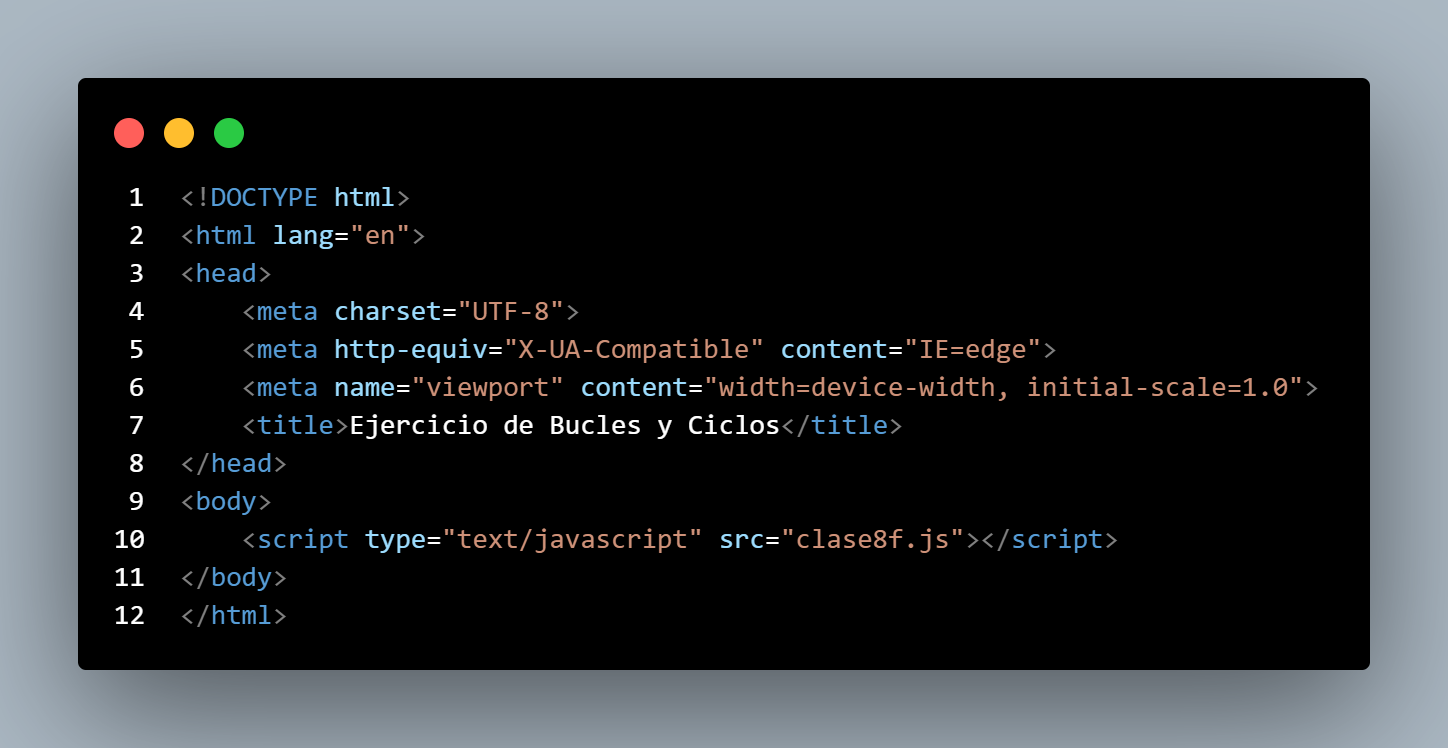 1 <!DOCTYPE html>
2 <html lang="en">
3 <head>
4     <meta charset="UTF-8">
5     <meta http-equiv="X-UA-Compatible" content="IE=edge">
6     <meta name="viewport" content="width=device-width, initial-scale=1.0">
7     <title>Ejercicio de Bucles y Ciclos</title>
8 </head>
9 <body>
10     <script type="text/javascript" src="clase8f.js"></script>
11 </body>
12 </html>